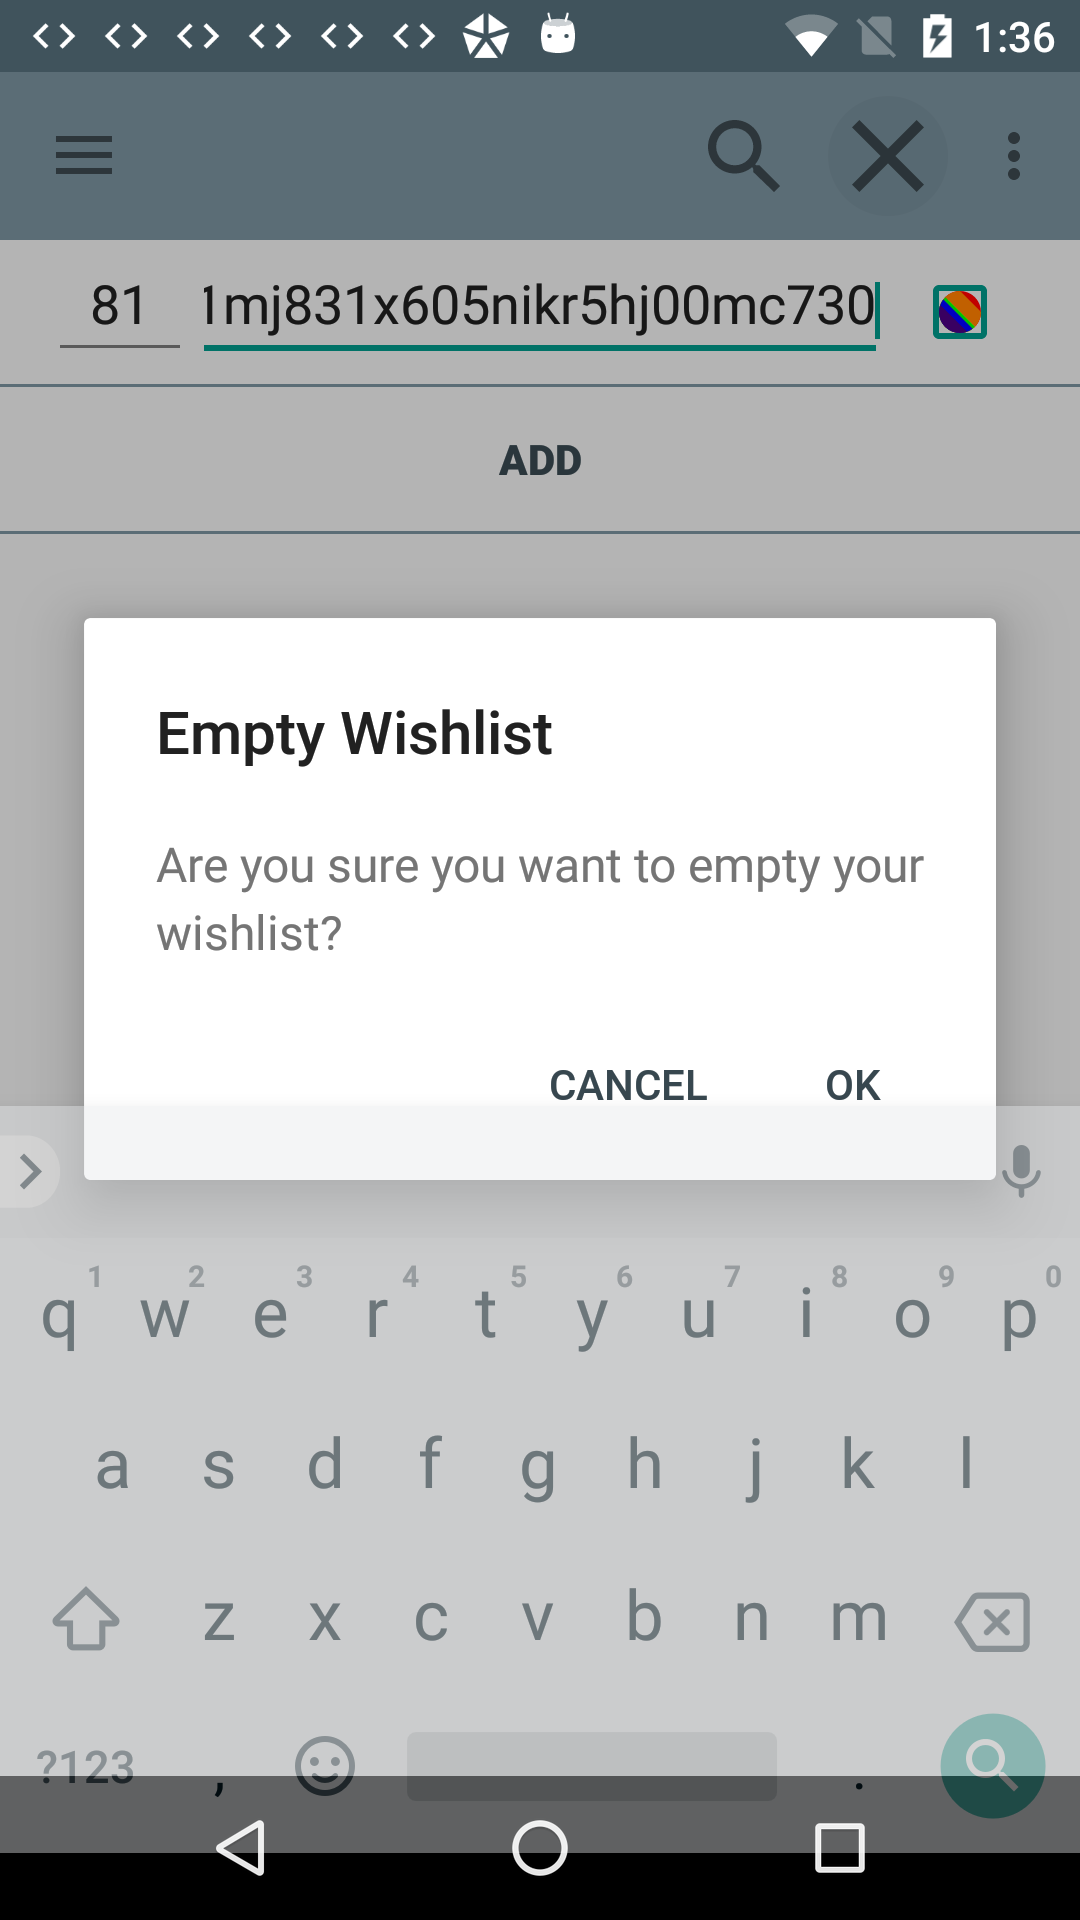 1:36
81 1mj831x605nikr5hj00mc730
ADD
Empty Wishlist
Are you sure you want to empty your
wishlist?
CANCEL OK
1 2 3 4 5 6 7 8 9 0
q w e r t y u i o p
a s d f g h j k l
z x c v b n m
?123 , .